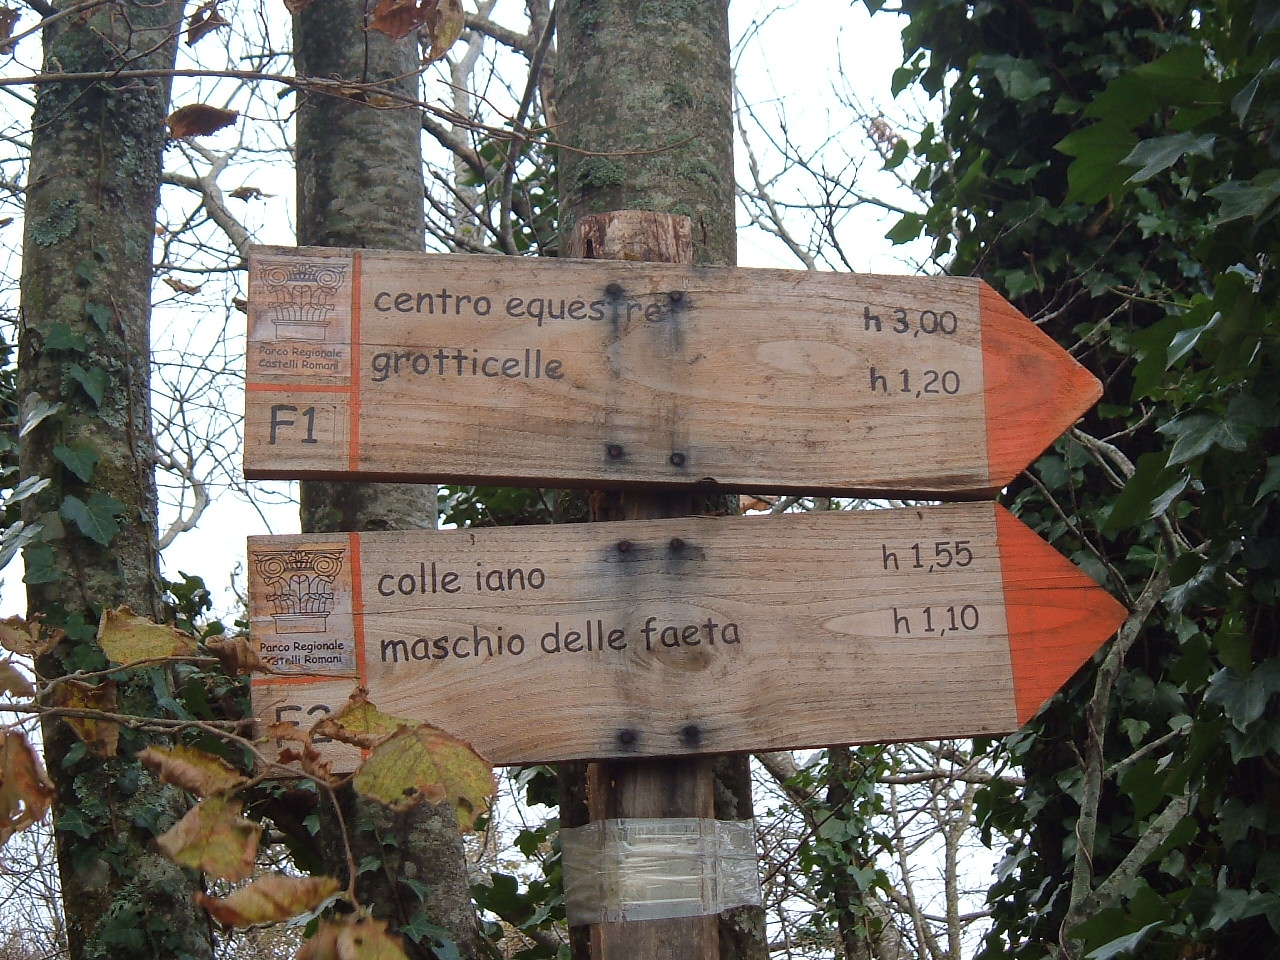 centro equestre h 3,00
Parco Regionale
Castelli Romani
grotticelle h 1,20
F1
colle iano h 1,55
Parco Regionale
Castelli Romani
maschio delle faeta h 1,10